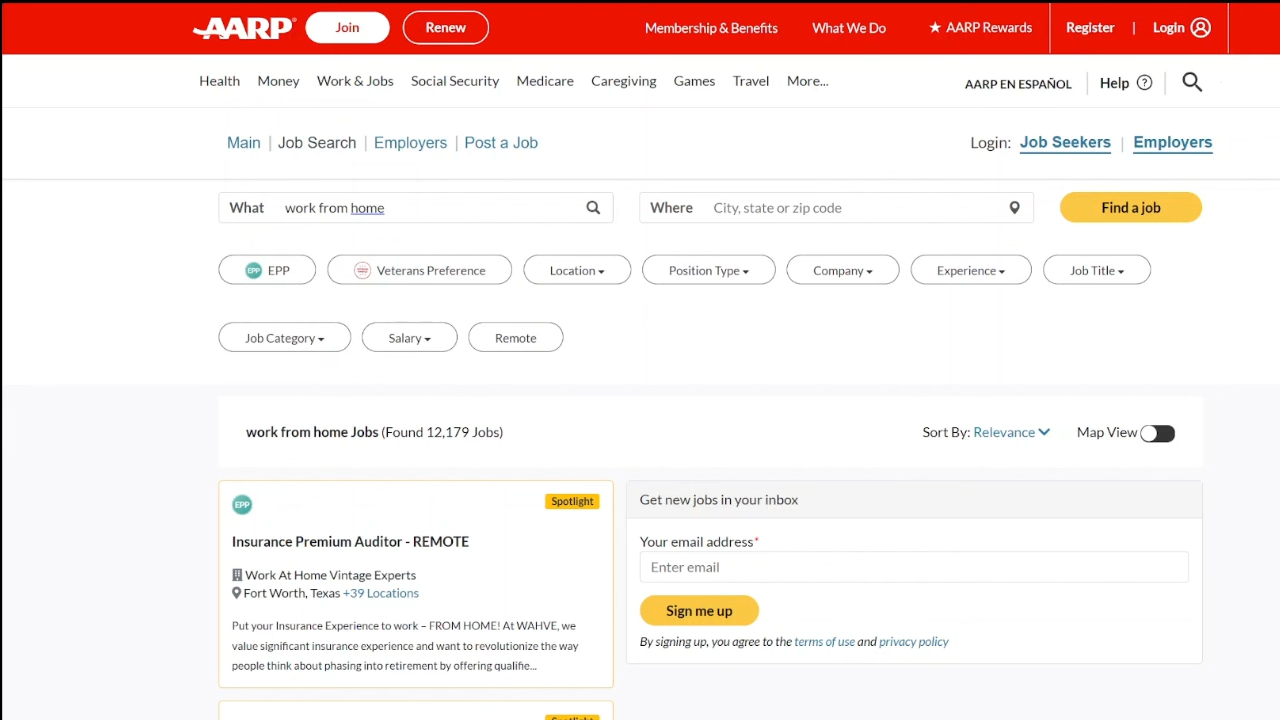 AARP Join Renew Membership & Benefits What We Do ★ AARP Rewards Register | Login
Health Money Work & Jobs Social Security Medicare Caregiving Games Travel More... AARP EN ESPAÑOL Help ?
Main | Job Search | Employers | Post a Job Login: Job Seekers | Employers
What work from home Where City, state or zip code Find a job
EPP EPP Veterans Preference Location Position Type Company Experience Job Title
Job Category Salary Remote
work from home Jobs (Found 12,179 Jobs) Sort By: Relevance Map View
EPP Spotlight
Insurance Premium Auditor - REMOTE
Work At Home Vintage Experts
Fort Worth, Texas +39 Locations
Put your Insurance Experience to work – FROM HOME! At WAHVE, we
value significant insurance experience and want to revolutionize the way
people think about phasing into retirement by offering qualifie...
Get new jobs in your inbox
Your email address*
Enter email
Sign me up
By signing up, you agree to the terms of use and privacy policy
Spotlight